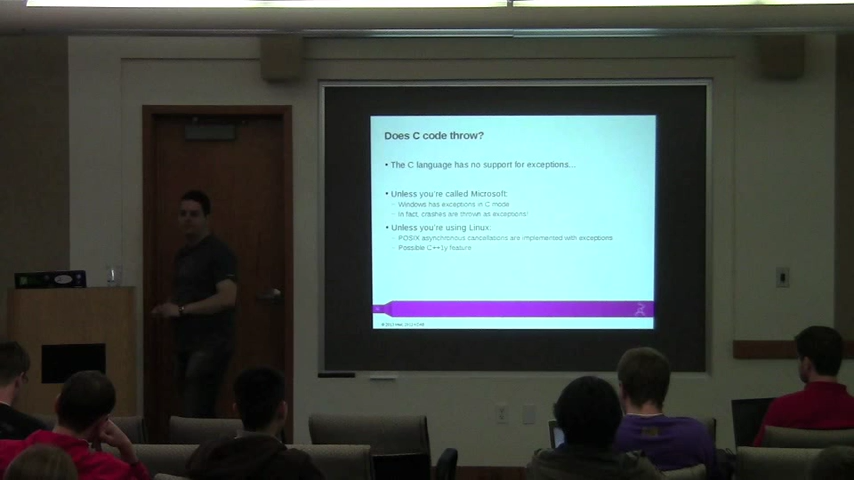 Does C code throw?
• The C language has no support for exceptions...
• Unless you're called Microsoft:
– Windows has exceptions in C mode
– In fact, crashes are thrown as exceptions!
• Unless you're using Linux:
– POSIX asynchronous cancellations are implemented with exceptions
– Possible C++1y feature